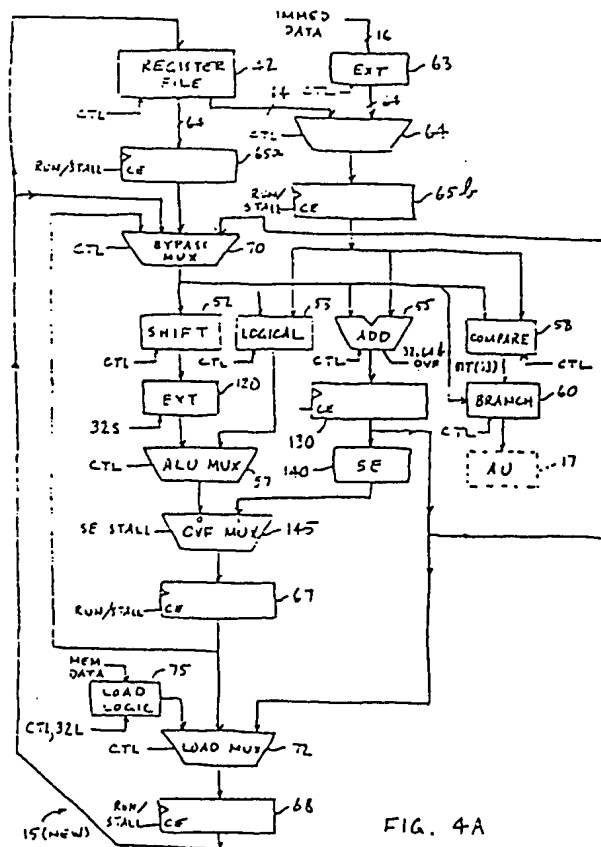 IMMED
DATA
16
REGISTER
FILE
42
EXT
63
CTL
64
64
CTL
64
CTL
64
RUN/STALL
CE
65a
RUN/
STALL
CE
65b
CTL
BYPASS
MUX
70
52
SHIFT
CTL
53
LOGICAL
CTL
55
ADD
CTL
OVF
58
COMPARE
CTL
120
EXT
32S
60
BRANCH
CTL
CE
130
CTL
ALU MUX
57
140
SE
AU
17
SE STALL
OVF MUX
145
RUN/STALL
CE
67
MEM
DATA
75
LOAD
LOGIC
CTL, 32L
CTL
LOAD MUX
72
RUN/
STALL
CE
68
15 (NEW)
FIG. 4A